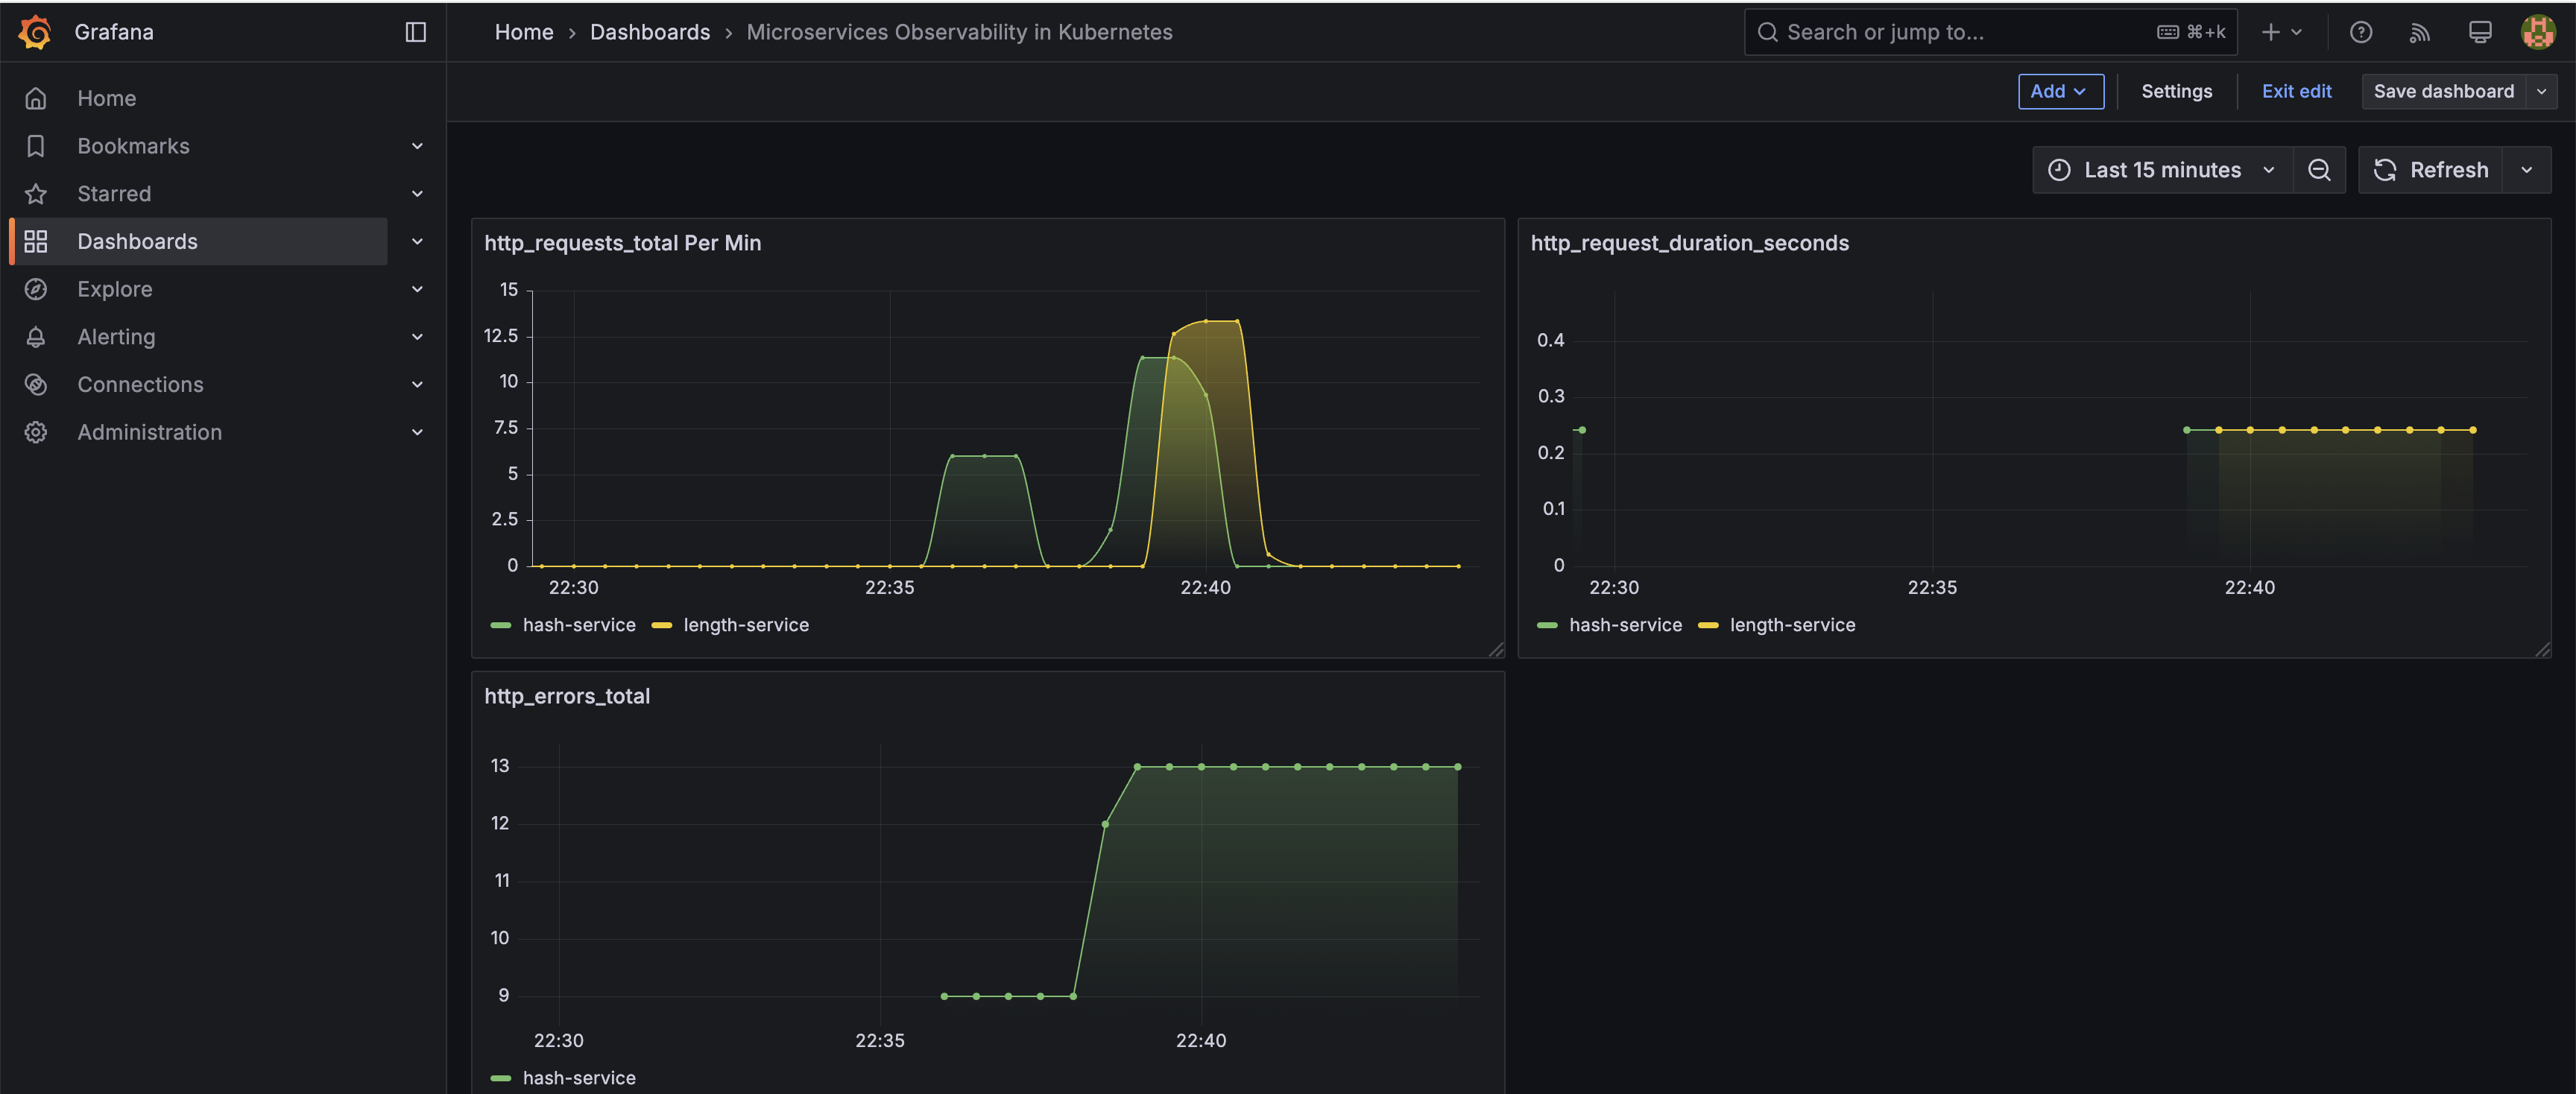 Grafana
Home › Dashboards › Microservices Observability in Kubernetes
Search or jump to... ⌘+k
Add Settings Exit edit Save dashboard
Home
Bookmarks
Starred
Dashboards
Explore
Alerting
Connections
Administration
Last 15 minutes Refresh
http_requests_total Per Min
15
12.5
10
7.5
5
2.5
0
22:30 22:35 22:40
hash-service length-service
http_request_duration_seconds
0.4
0.3
0.2
0.1
0
22:30 22:35 22:40
hash-service length-service
http_errors_total
13
12
11
10
9
22:30 22:35 22:40
hash-service